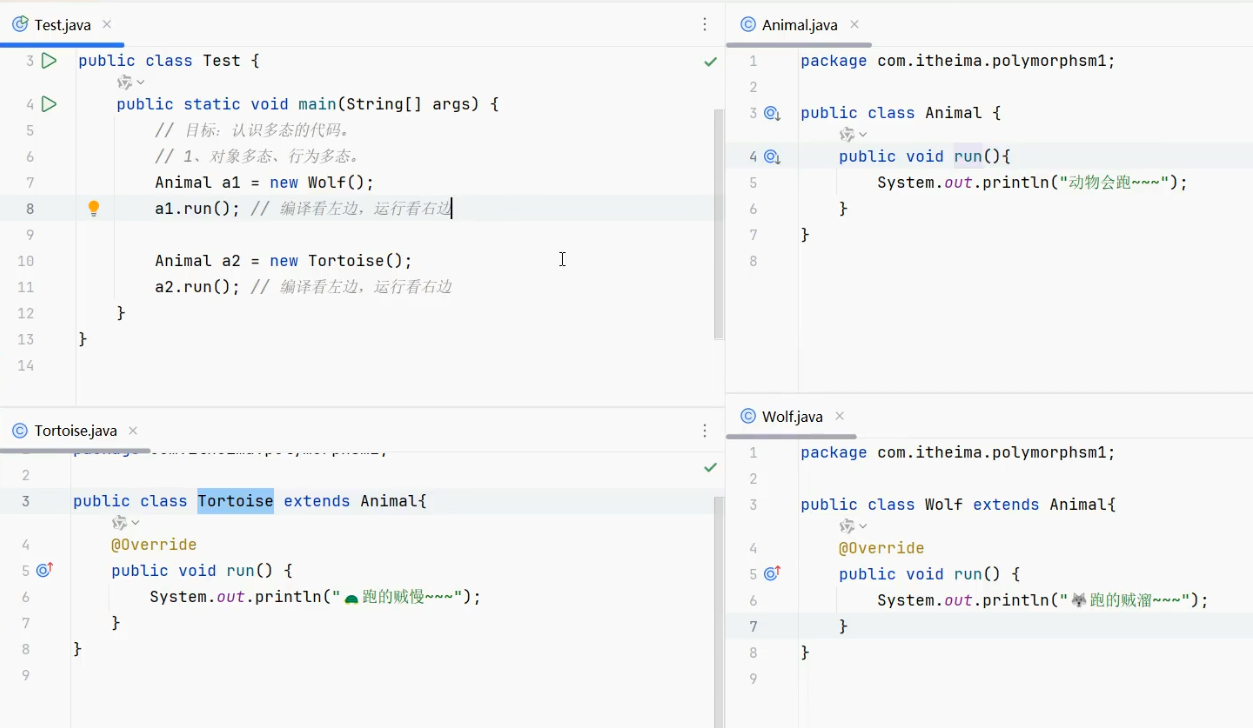 Test.java
3 public class Test {
4 public static void main(String[] args) {
5 // 目标：认识多态的代码。
6 // 1、对象多态、行为多态。
7 Animal a1 = new Wolf();
8 a1.run(); // 编译看左边，运行看右边
9
10 Animal a2 = new Tortoise();
11 a2.run(); // 编译看左边，运行看右边
12 }
13 }
14
Animal.java
1 package com.itheima.polymorphsm1;
2
3 public class Animal {
4 public void run(){
5 System.out.println("动物会跑~~~");
6 }
7 }
8
Tortoise.java
2
3 public class Tortoise extends Animal{
4 @Override
5 public void run() {
6 System.out.println("🐢跑的贼慢~~~");
7 }
8 }
9
Wolf.java
1 package com.itheima.polymorphsm1;
2
3 public class Wolf extends Animal{
4 @Override
5 public void run() {
6 System.out.println("🐺跑的贼溜~~~");
7 }
8 }
9